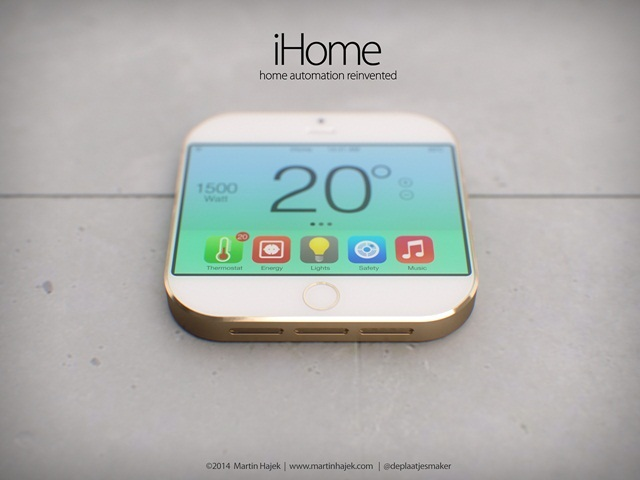 iHome
home automation reinvented
1500
Watt
20°
20
Thermostat
Energy
Lights
Safety
Music
©2014 Martin Hajek | www.martinhajek.com | @deplaatjesmaker